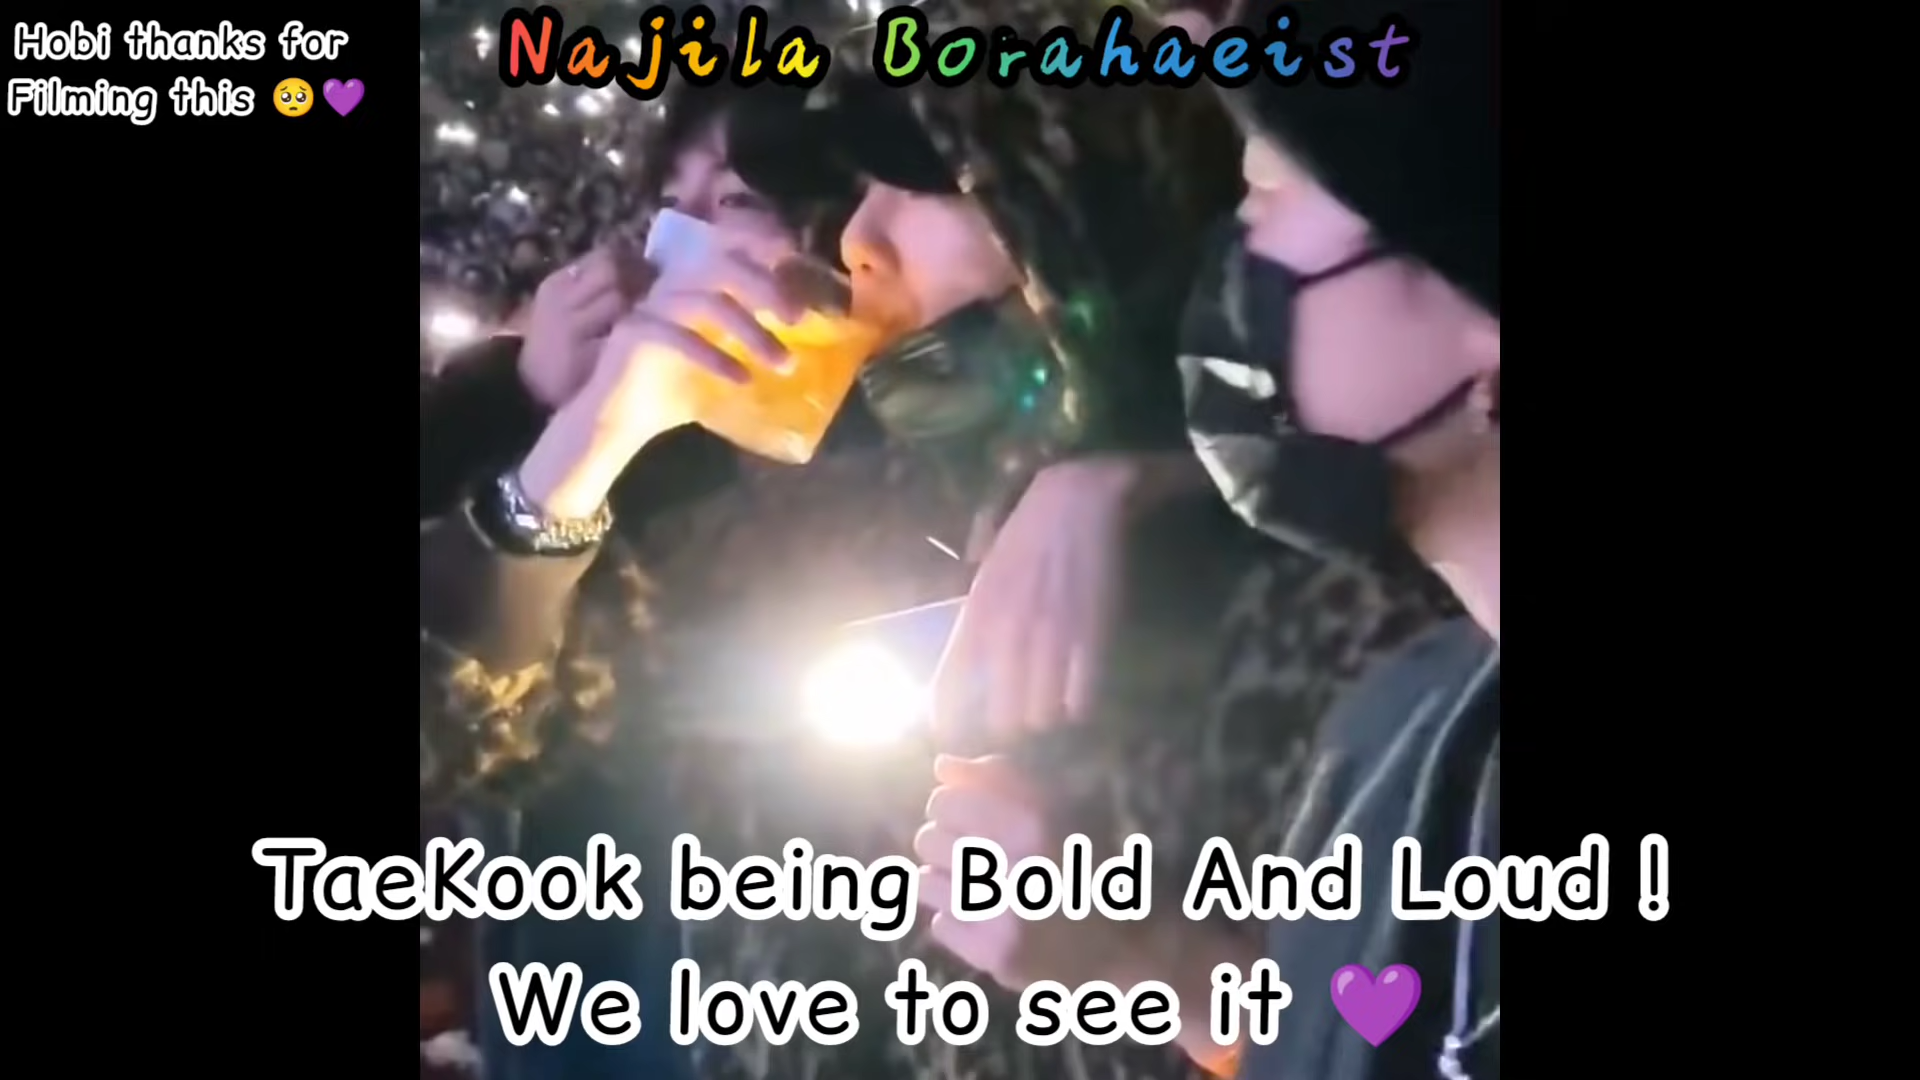 Hobi thanks for
Filming this 🥺💜
Najila Borahaeist
TaeKook being Bold And Loud !
We love to see it 💜